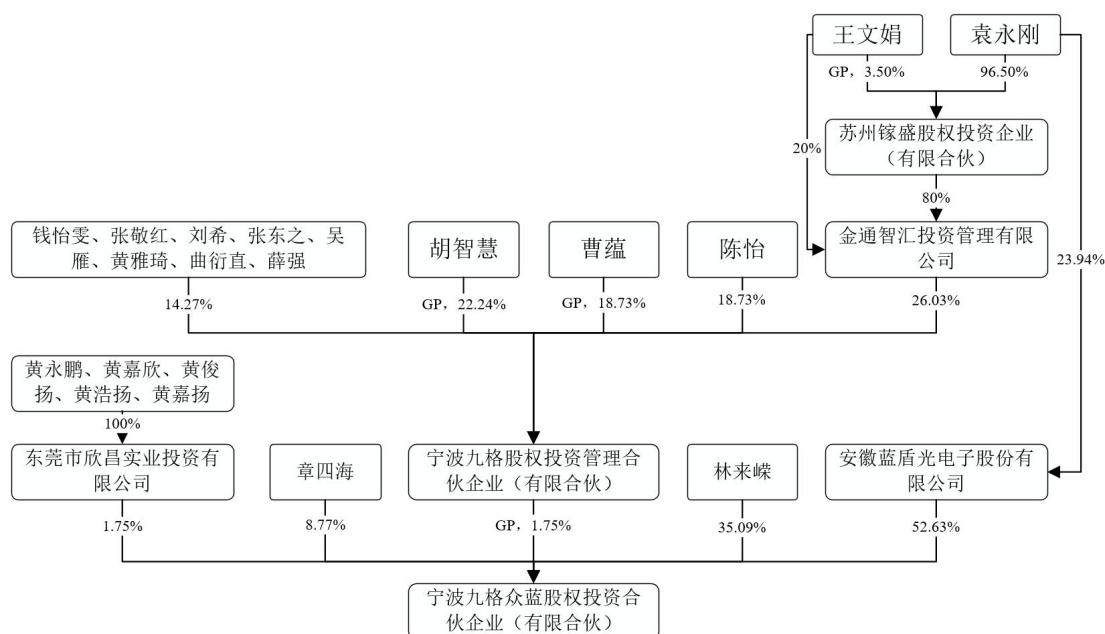 王文娟
袁永刚
GP，3.50%
96.50%
苏州镓盛股权投资企业
（有限合伙）
20%
80%
钱怡雯、张敬红、刘希、张东之、吴
雁、黄雅琦、曲衍直、薛强
胡智慧
曹蕴
陈怡
金通智汇投资管理有限
公司
23.94%
14.27%
GP，22.24%
GP，18.73%
18.73%
26.03%
黄永鹏、黄嘉欣、黄俊
扬、黄浩扬、黄嘉扬
100%
东莞市欣昌实业投资有
限公司
章四海
宁波九格股权投资管理合
伙企业（有限合伙）
林来嵘
安徽蓝盾光电子股份有
限公司
1.75%
8.77%
GP，1.75%
35.09%
52.63%
宁波九格众蓝股权投资合
伙企业（有限合伙）